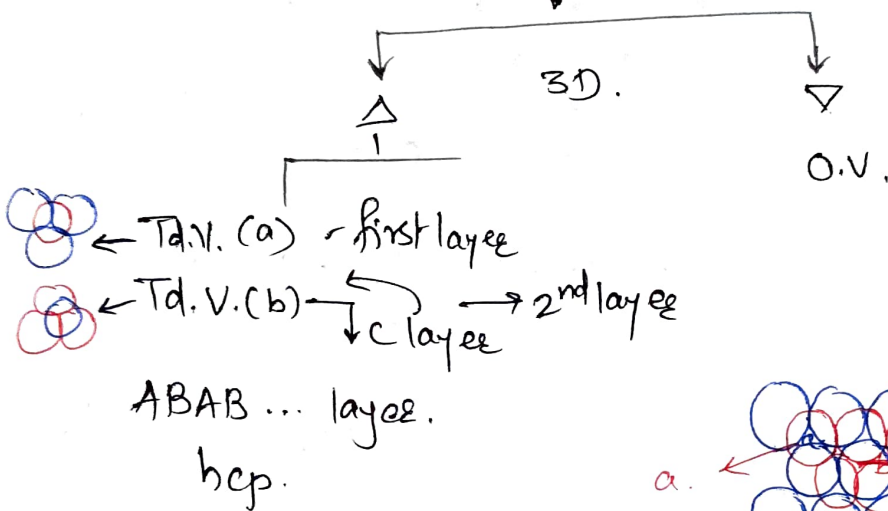 3D.
O.V.
Td.V. (a) - first layer
Td. V. (b) → 2nd layer
C layer
ABAB ... layer.
hcp.
a.